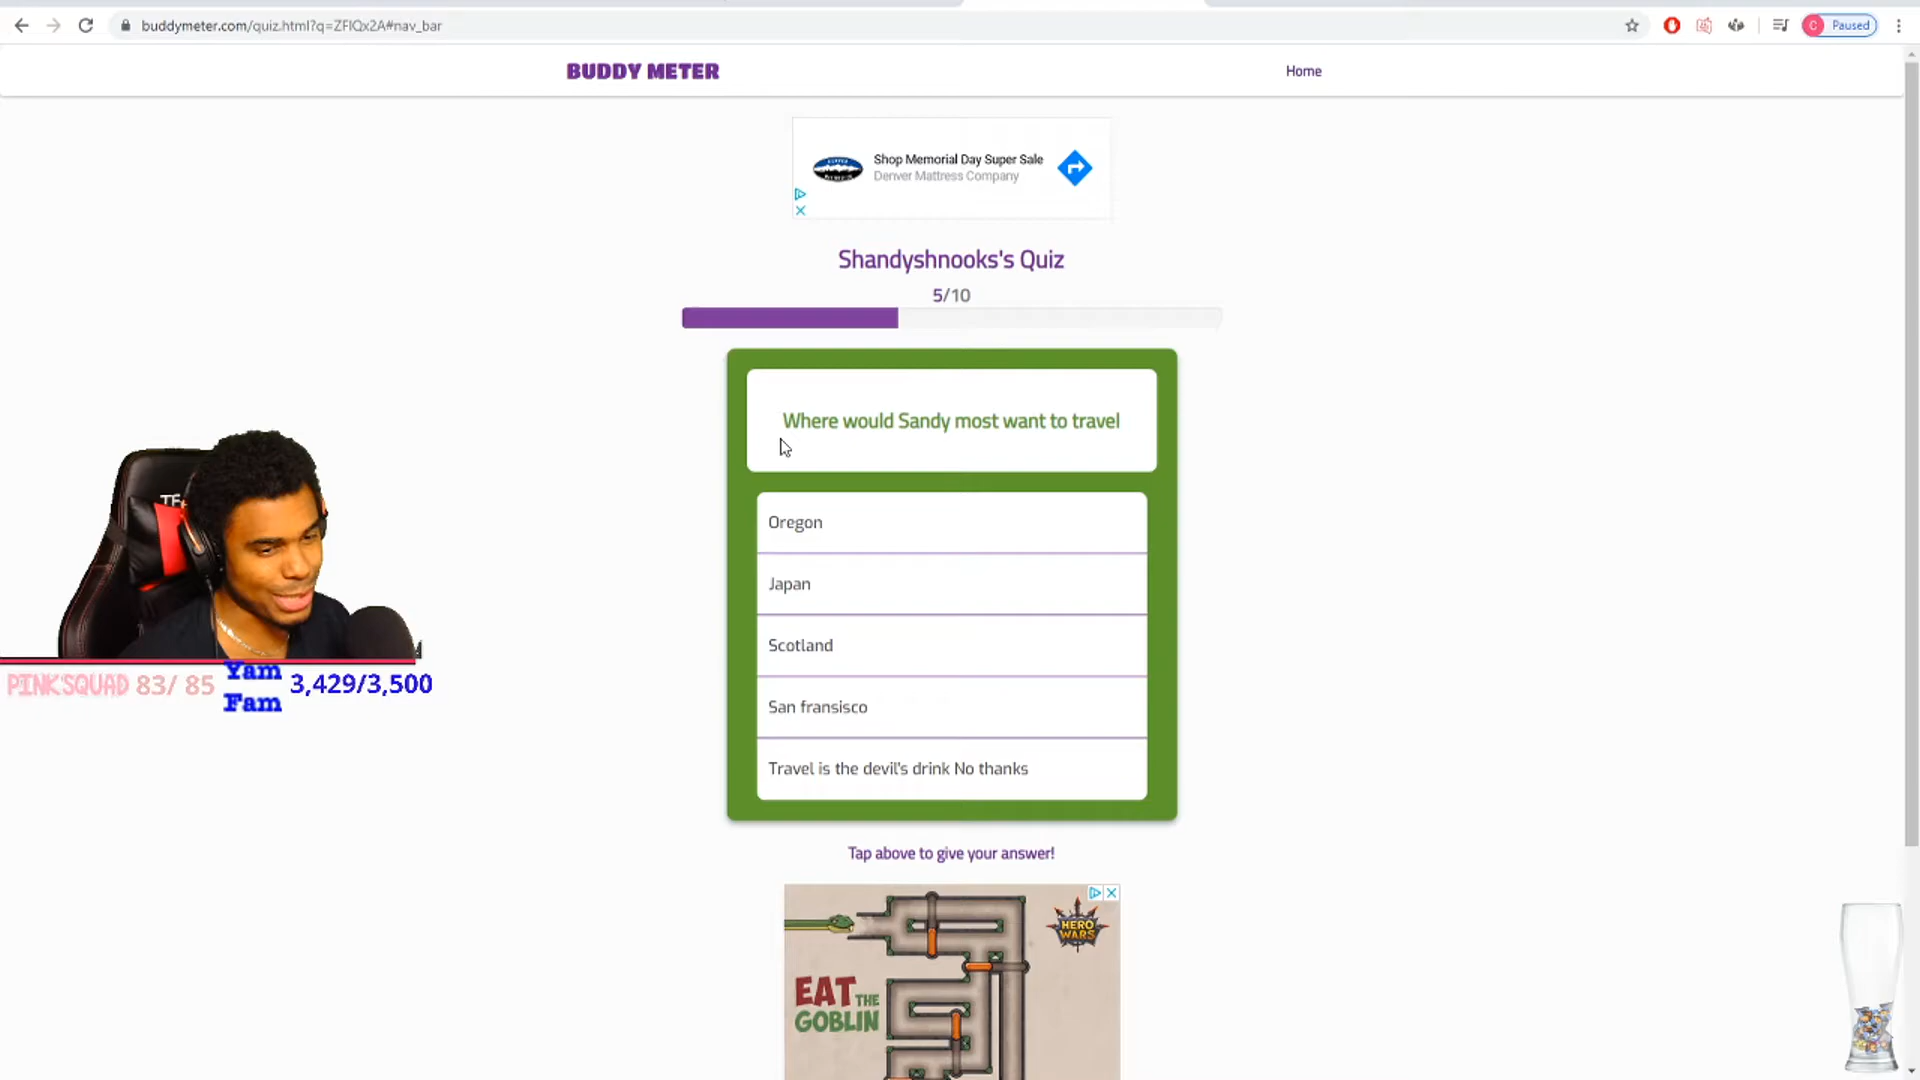 buddymeter.com/quiz.html?q=ZFlQx2A#nav_bar
C
Paused
BUDDY METER
Home
Shop Memorial Day Super Sale
Denver Mattress Company
Shandyshnooks's Quiz
5/10
Where would Sandy most want to travel
Oregon
Japan
Scotland
San fransisco
Travel is the devil's drink No thanks
Tap above to give your answer!
PINK SQUAD 83/ 85
Yam
Fam
3,429/3,500
HERO
WARS
EAT THE
GOBLIN